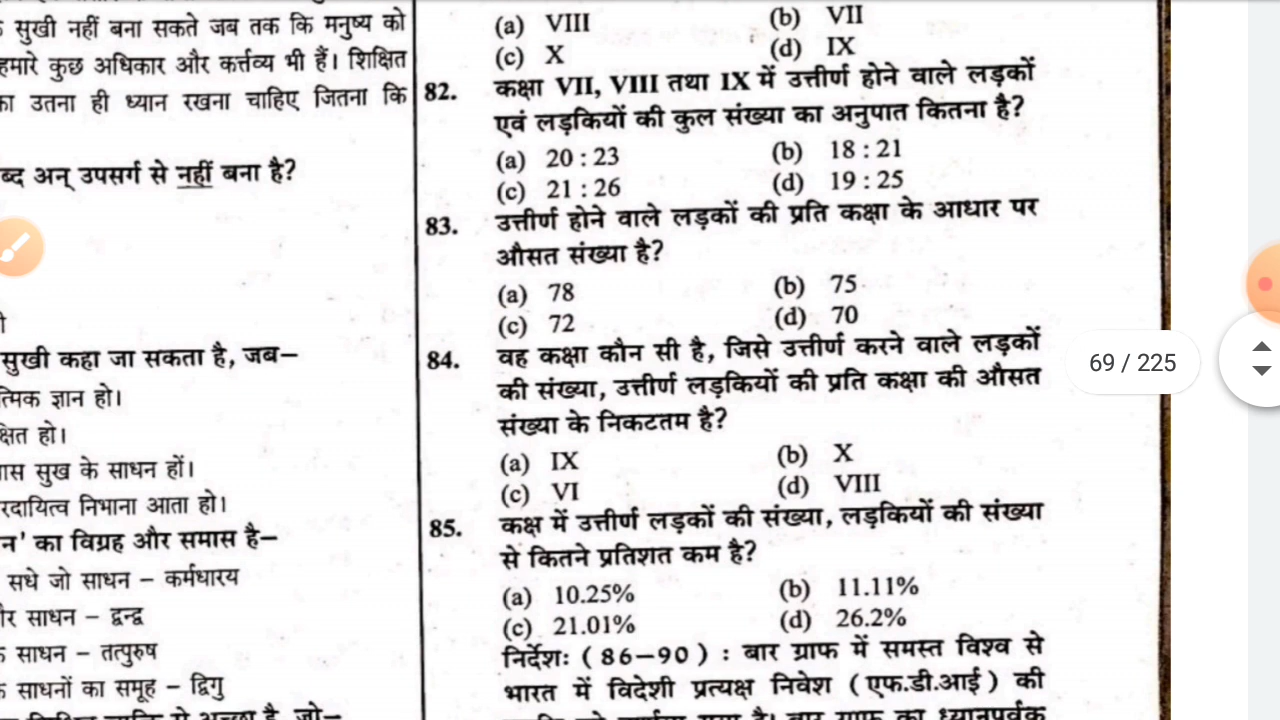 सुखी नहीं बना सकते जब तक कि मनुष्य को
हमारे कुछ अधिकार और कर्त्तव्य भी हैं। शिक्षित
का उतना ही ध्यान रखना चाहिए जितना कि
ब्द अन् उपसर्ग से नहीं बना है?
सुखी कहा जा सकता है, जब–
त्मिक ज्ञान हो।
क्षित हो।
ास सुख के साधन हों।
रदायित्व निभाना आता हो।
न' का विग्रह और समास है–
सधे जो साधन – कर्मधारय
ौर साधन – द्वन्द्व
साधन – तत्पुरुष
साधनों का समूह – द्विगु
(a) VIII (b) VII
(c) X (d) IX
82. कक्षा VII, VIII तथा IX में उत्तीर्ण होने वाले लड़कों
एवं लड़कियों की कुल संख्या का अनुपात कितना है?
(a) 20 : 23 (b) 18 : 21
(c) 21 : 26 (d) 19 : 25
83. उत्तीर्ण होने वाले लड़कों की प्रति कक्षा के आधार पर
औसत संख्या है?
(a) 78 (b) 75
(c) 72 (d) 70
84. वह कक्षा कौन सी है, जिसे उत्तीर्ण करने वाले लड़कों
की संख्या, उत्तीर्ण लड़कियों की प्रति कक्षा की औसत
संख्या के निकटतम है?
(a) IX (b) X
(c) VI (d) VIII
85. कक्ष में उत्तीर्ण लड़कों की संख्या, लड़कियों की संख्या
से कितने प्रतिशत कम है?
(a) 10.25% (b) 11.11%
(c) 21.01% (d) 26.2%
निर्देशः ( 86–90 ) : बार ग्राफ में समस्त विश्व से
भारत में विदेशी प्रत्यक्ष निवेश ( एफ.डी.आई ) की
69 / 225